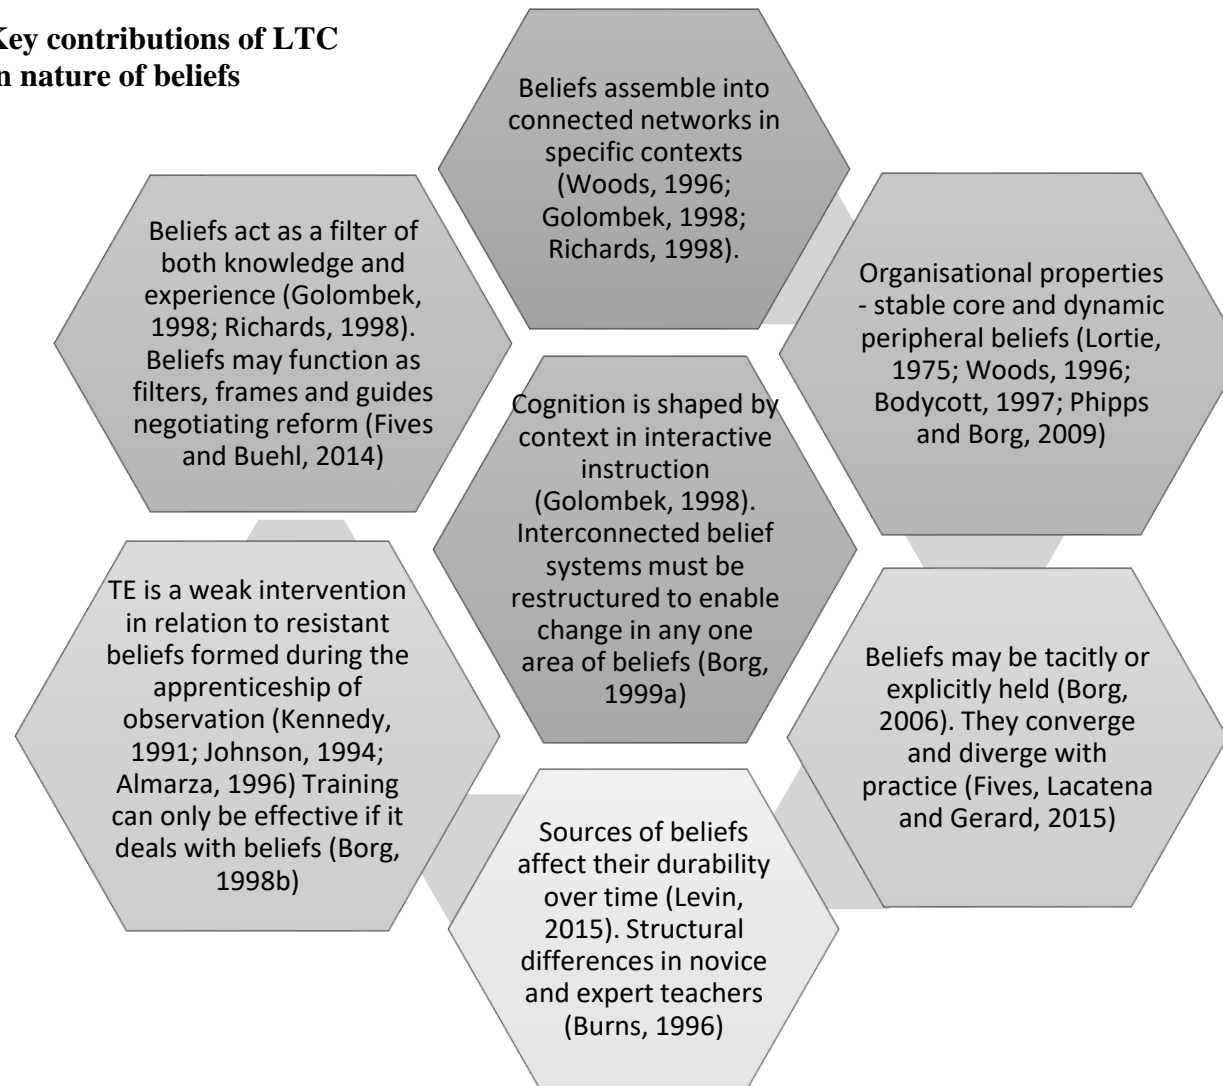 Key contributions of LTC
n nature of beliefs
Beliefs assemble into
connected networks in
specific contexts
(Woods, 1996;
Golombek, 1998;
Richards, 1998).
Beliefs act as a filter of
both knowledge and
experience (Golombek,
1998; Richards, 1998).
Beliefs may function as
filters, frames and guides
negotiating reform (Fives
and Buehl, 2014)
Organisational properties
- stable core and dynamic
peripheral beliefs (Lortie,
1975; Woods, 1996;
Bodycott, 1997; Phipps
and Borg, 2009)
Cognition is shaped by
context in interactive
instruction
(Golombek, 1998).
Interconnected belief
systems must be
restructured to enable
change in any one
area of beliefs (Borg,
1999a)
TE is a weak intervention
in relation to resistant
beliefs formed during the
apprenticeship of
observation (Kennedy,
1991; Johnson, 1994;
Almarza, 1996) Training
can only be effective if it
deals with beliefs (Borg,
1998b)
Beliefs may be tacitly or
explicitly held (Borg,
2006). They converge
and diverge with
practice (Fives, Lacatena
and Gerard, 2015)
Sources of beliefs
affect their durability
over time (Levin,
2015). Structural
differences in novice
and expert teachers
(Burns, 1996)